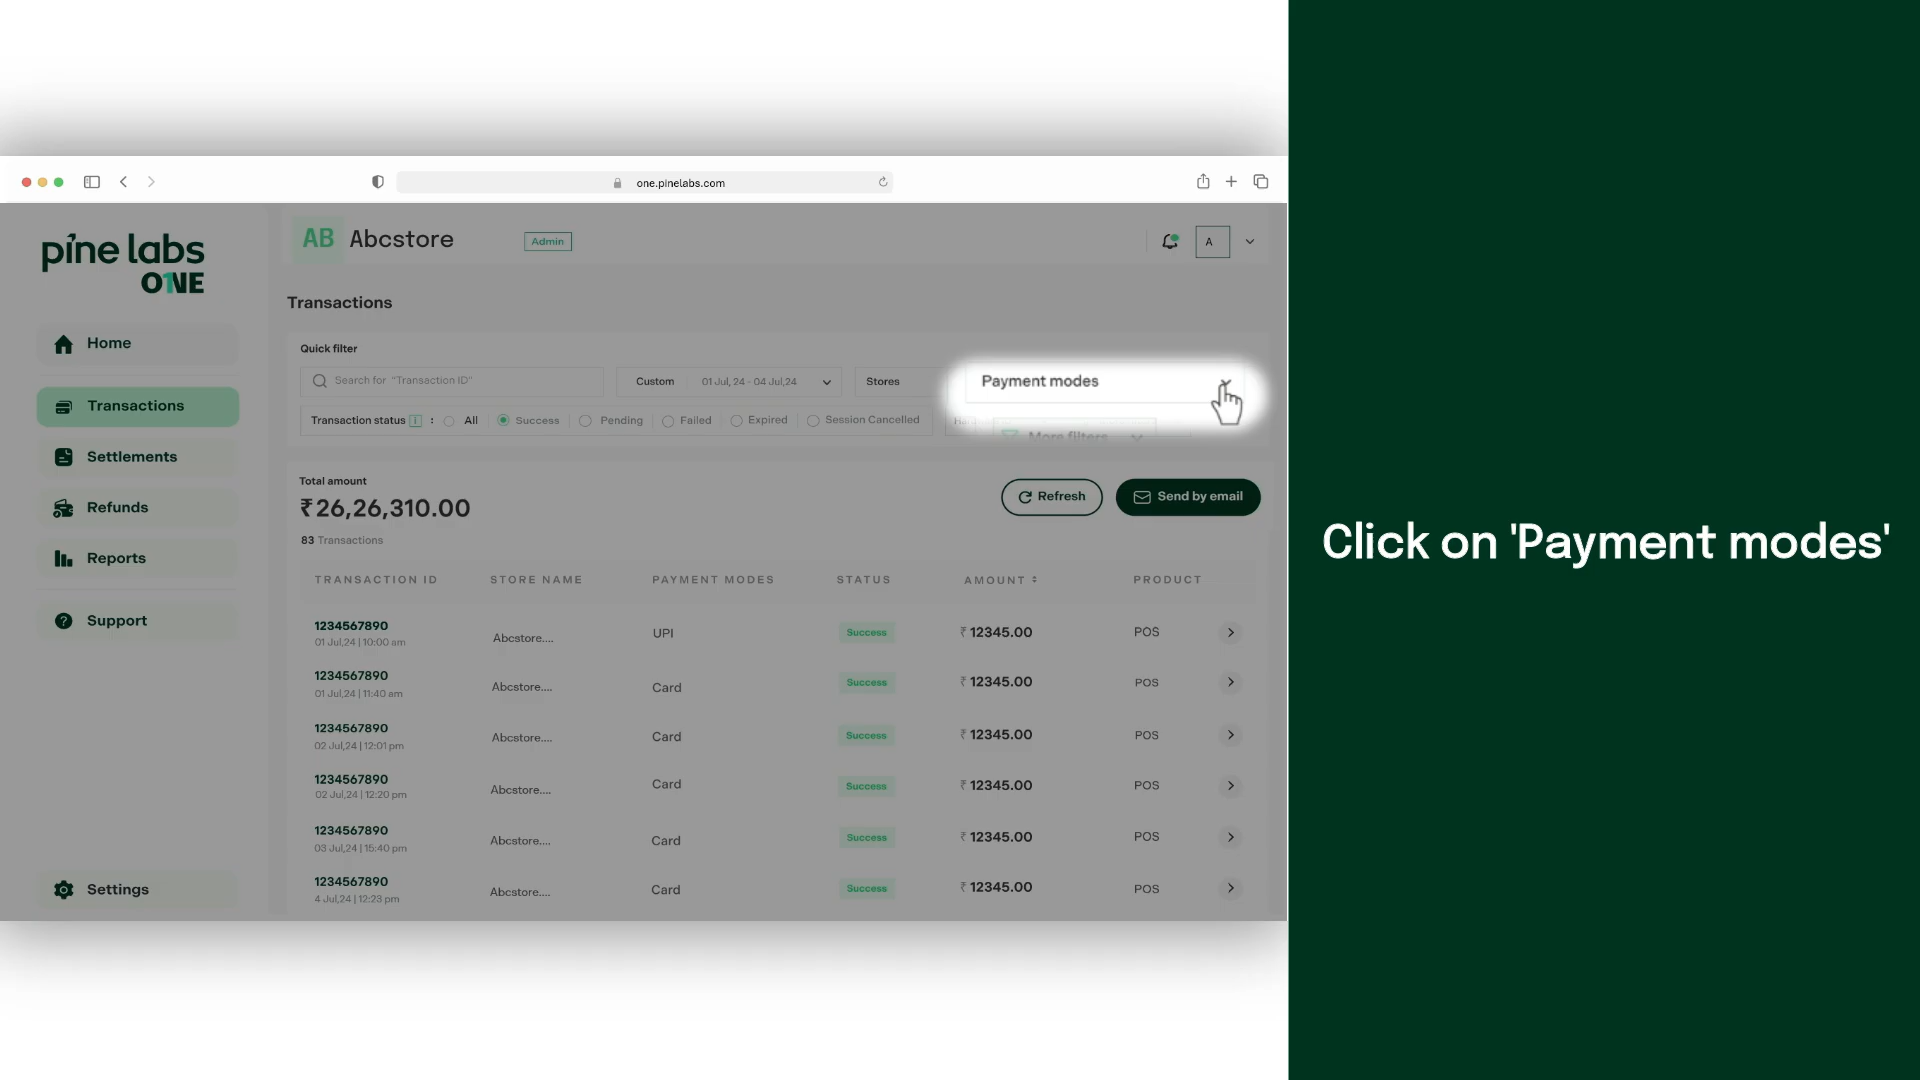 one.pinelabs.com
pine labs
ONE
AB Abcstore
Admin
A
Home
Transactions
Settlements
Refunds
Reports
Support
Settings
Transactions
Quick filter
Search for "Transaction ID"
Custom 01 Jul, 24 - 04 Jul,24
Stores
Payment modes
Transaction status i : All Success Pending Failed Expired Session Cancelled
More filters
Total amount
₹26,26,310.00
83 Transactions
Refresh
Send by email
TRANSACTION ID STORE NAME PAYMENT MODES STATUS AMOUNT PRODUCT
1234567890
01 Jul,24 | 10:00 am
Abcstore.... UPI Success ₹ 12345.00 POS
1234567890
01 Jul,24 | 11:40 am
Abcstore.... Card Success ₹ 12345.00 POS
1234567890
02 Jul,24 | 12:01 pm
Abcstore.... Card Success ₹ 12345.00 POS
1234567890
02 Jul,24 | 12:20 pm
Abcstore.... Card Success ₹ 12345.00 POS
1234567890
03 Jul,24 | 15:40 pm
Abcstore.... Card Success ₹ 12345.00 POS
1234567890
4 Jul,24 | 12:23 pm
Abcstore.... Card Success ₹ 12345.00 POS
Click on 'Payment modes'